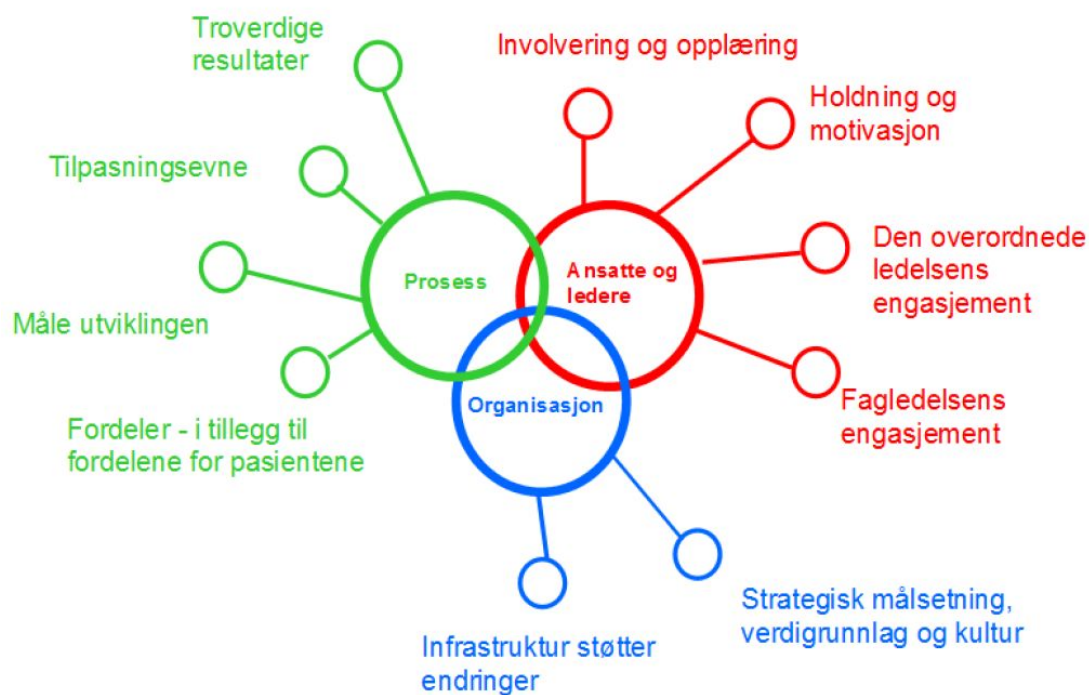 Troverdige
resultater
Involvering og opplæring
Holdning og
motivasjon
Tilpasningsevne
Den overordnede
ledelsens
engasjement
Prosess
Ansatte og
ledere
Måle utviklingen
Fagledelsens
engasjement
Organisasjon
Fordeler - i tillegg til
fordelene for pasientene
Strategisk målsetning,
verdigrunnlag og kultur
Infrastruktur støtter
endringer